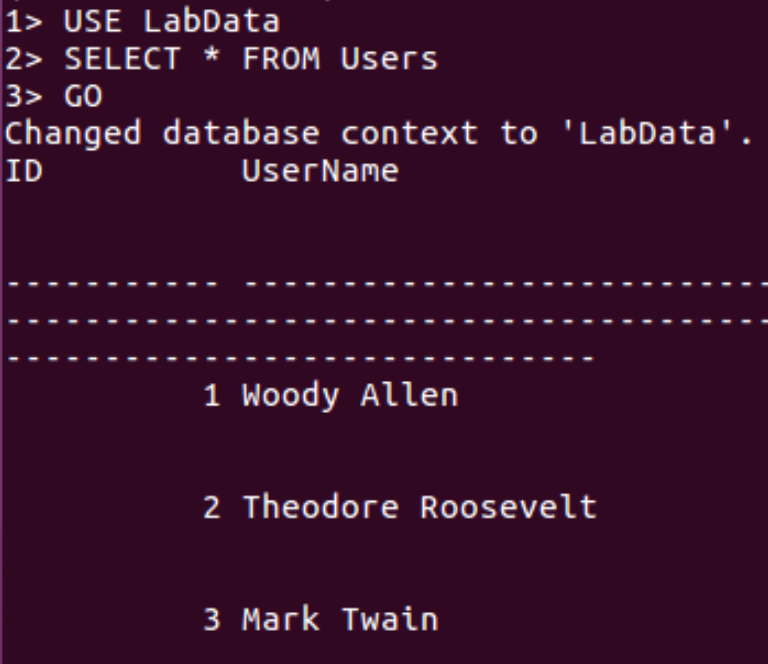 1> USE LabData
2> SELECT * FROM Users
3> GO
Changed database context to 'LabData'.
ID          UserName
----------- ---------------------------
---------------------------------------
------------------------------
          1 Woody Allen
          2 Theodore Roosevelt
          3 Mark Twain